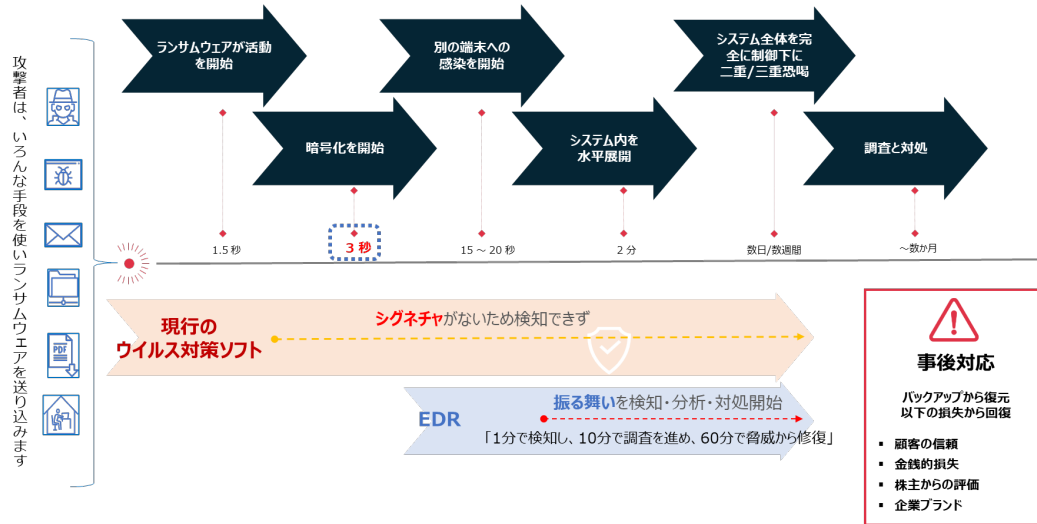 攻撃者は、いろんな手段を使いランサムウェアを送り込みます
PDF
ランサムウェアが活動
を開始
暗号化を開始
別の端末への
感染を開始
システム内を
水平展開
システム全体を完
全に制御下に
二重/三重恐喝
調査と対処
1.5 秒
3 秒
15 ～ 20 秒
2 分
数日/数週間
～数か月
現行の
ウイルス対策ソフト
シグネチャがないため検知できず
EDR
振る舞いを検知・分析・対処開始
「1分で検知し、10分で調査を進め、60分で脅威から修復」
事後対応
バックアップから復元
以下の損失から回復
▪ 顧客の信頼
▪ 金銭的損失
▪ 株主からの評価
▪ 企業ブランド